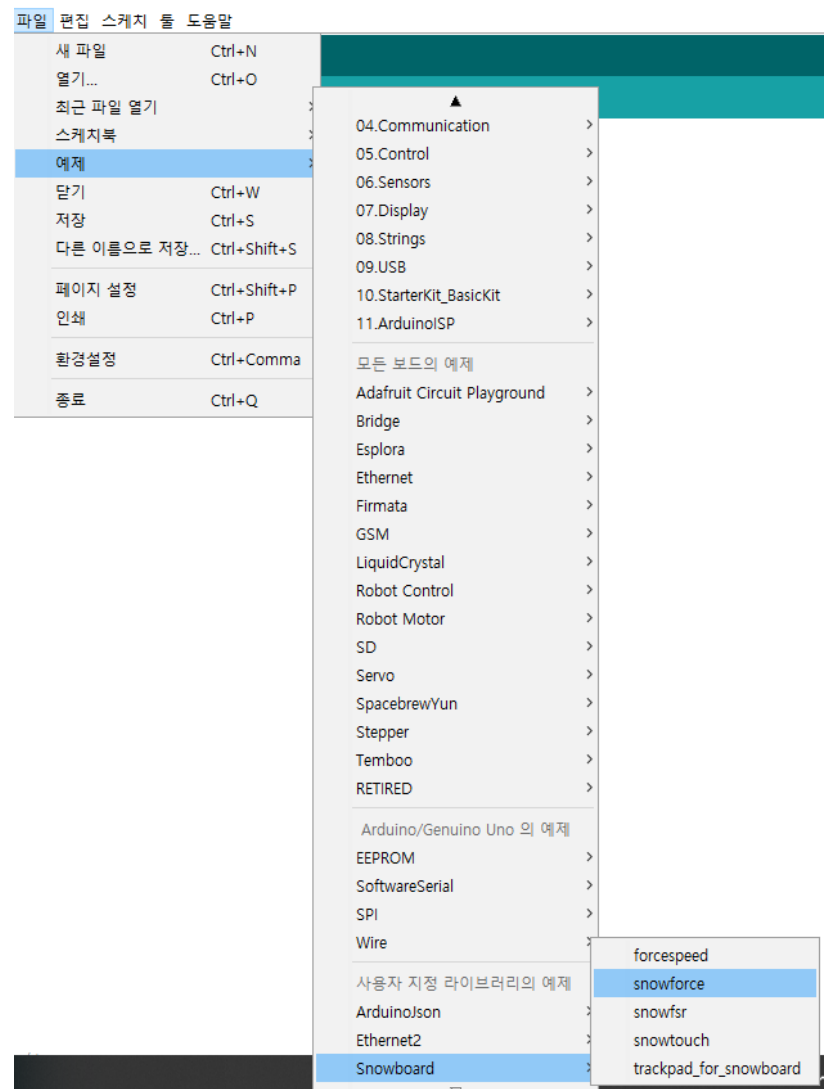 파일 편집 스케치 툴 도움말
새 파일 Ctrl+N
열기... Ctrl+O
최근 파일 열기
스케치북
예제
닫기 Ctrl+W
저장 Ctrl+S
다른 이름으로 저장... Ctrl+Shift+S
페이지 설정 Ctrl+Shift+P
인쇄 Ctrl+P
환경설정 Ctrl+Comma
종료 Ctrl+Q
04.Communication
05.Control
06.Sensors
07.Display
08.Strings
09.USB
10.StarterKit_BasicKit
11.ArduinoISP
모든 보드의 예제
Adafruit Circuit Playground
Bridge
Esplora
Ethernet
Firmata
GSM
LiquidCrystal
Robot Control
Robot Motor
SD
Servo
SpacebrewYun
Stepper
Temboo
RETIRED
Arduino/Genuino Uno 의 예제
EEPROM
SoftwareSerial
SPI
Wire
사용자 지정 라이브러리의 예제
ArduinoJson
Ethernet2
Snowboard
forcespeed
snowforce
snowfsr
snowtouch
trackpad_for_snowboard